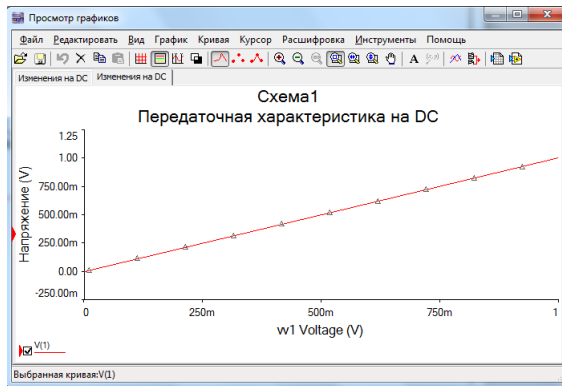 Просмотр графиков
Файл Редактировать Вид График Кривая Курсор Расшифровка Инструменты Помощь
Изменения на DC Изменения на DC
Схема1
Передаточная характеристика на DC
Напряжение (V)
1.25
1.00
750.00m
500.00m
250.00m
0.00
-250.00m
0 250m 500m 750m 1
vv1 Voltage (V)
V(1)
Выбранная кривая:V(1)